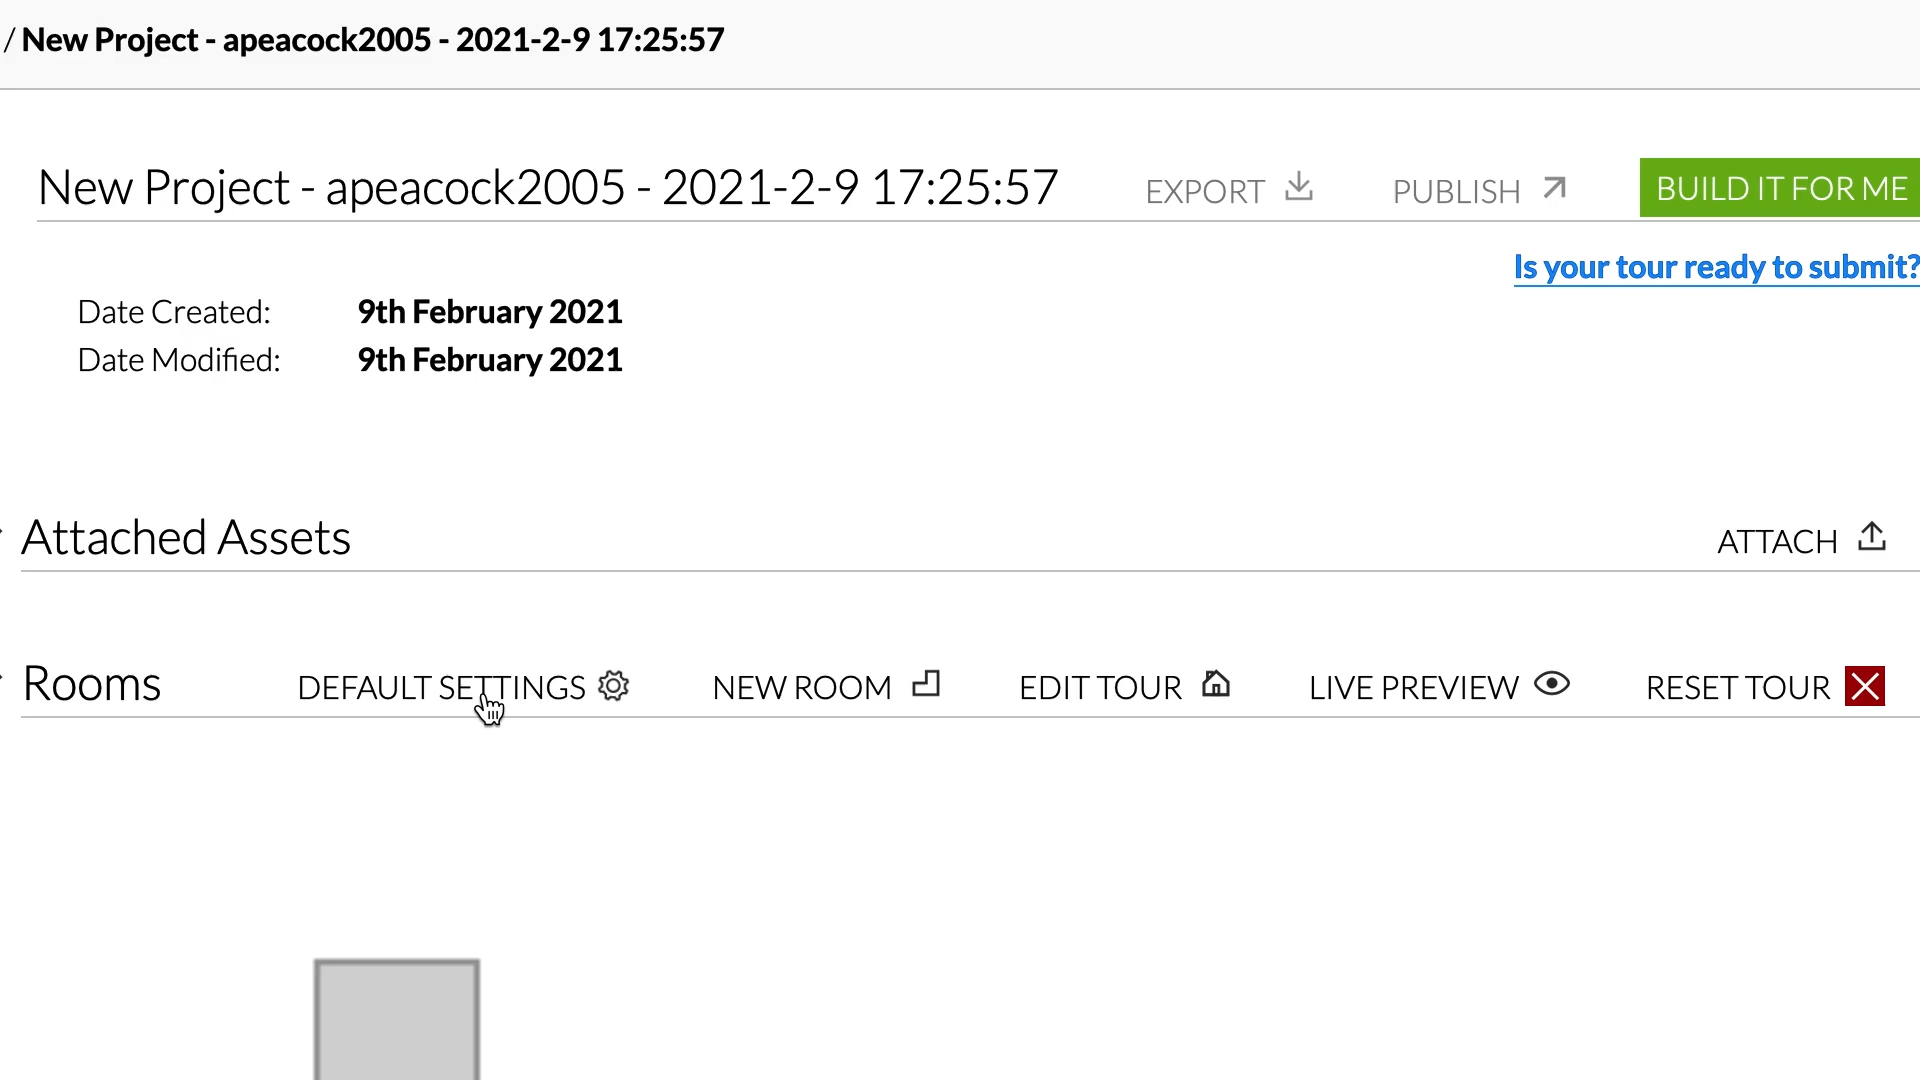 / New Project - apeacock2005 - 2021-2-9 17:25:57
New Project - apeacock2005 - 2021-2-9 17:25:57 EXPORT PUBLISH BUILD IT FOR ME
Is your tour ready to submit?
Date Created: 9th February 2021
Date Modified: 9th February 2021
Attached Assets ATTACH
Rooms DEFAULT SETTINGS NEW ROOM EDIT TOUR LIVE PREVIEW RESET TOUR